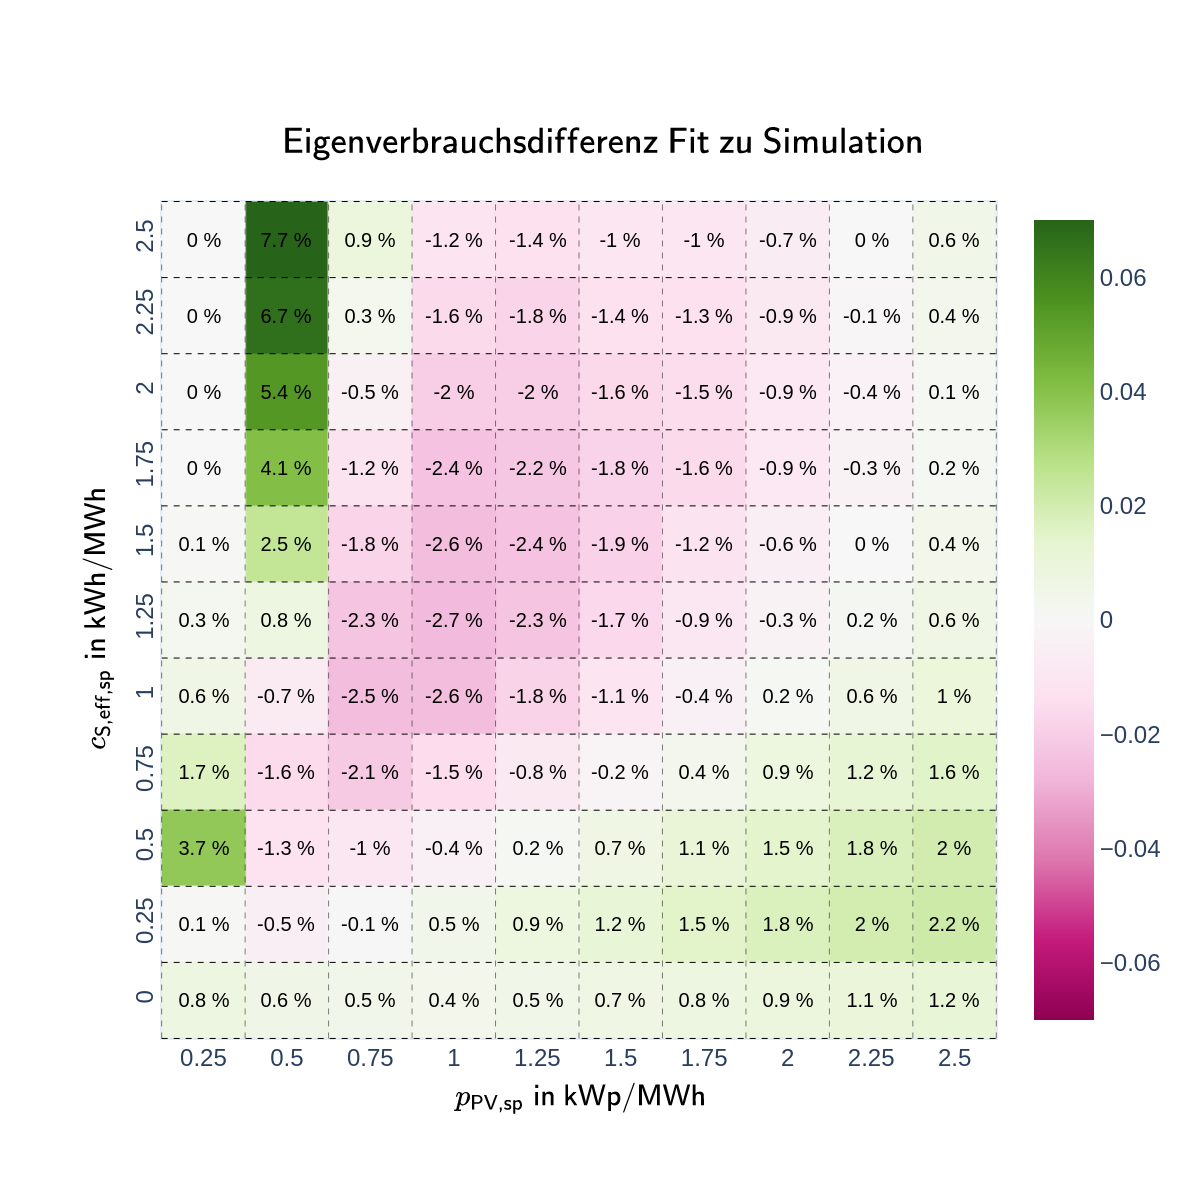 Eigenverbrauchsdifferenz Fit zu Simulation
2.5 0 % 7.7 % 0.9 % -1.2 % -1.4 % -1 % -1 % -0.7 % 0 % 0.6 %
2.25 0 % 6.7 % 0.3 % -1.6 % -1.8 % -1.4 % -1.3 % -0.9 % -0.1 % 0.4 %
2 0 % 5.4 % -0.5 % -2 % -2 % -1.6 % -1.5 % -0.9 % -0.4 % 0.1 %
1.75 0 % 4.1 % -1.2 % -2.4 % -2.2 % -1.8 % -1.6 % -0.9 % -0.3 % 0.2 %
1.5 0.1 % 2.5 % -1.8 % -2.6 % -2.4 % -1.9 % -1.2 % -0.6 % 0 % 0.4 %
1.25 0.3 % 0.8 % -2.3 % -2.7 % -2.3 % -1.7 % -0.9 % -0.3 % 0.2 % 0.6 %
1 0.6 % -0.7 % -2.5 % -2.6 % -1.8 % -1.1 % -0.4 % 0.2 % 0.6 % 1 %
0.75 1.7 % -1.6 % -2.1 % -1.5 % -0.8 % -0.2 % 0.4 % 0.9 % 1.2 % 1.6 %
0.5 3.7 % -1.3 % -1 % -0.4 % 0.2 % 0.7 % 1.1 % 1.5 % 1.8 % 2 %
0.25 0.1 % -0.5 % -0.1 % 0.5 % 0.9 % 1.2 % 1.5 % 1.8 % 2 % 2.2 %
0 0.8 % 0.6 % 0.5 % 0.4 % 0.5 % 0.7 % 0.8 % 0.9 % 1.1 % 1.2 %
0.25 0.5 0.75 1 1.25 1.5 1.75 2 2.25 2.5
p_PV,sp in kWp/MWh
c_S,eff,sp in kWh/MWh
0.06
0.04
0.02
0
−0.02
−0.04
−0.06